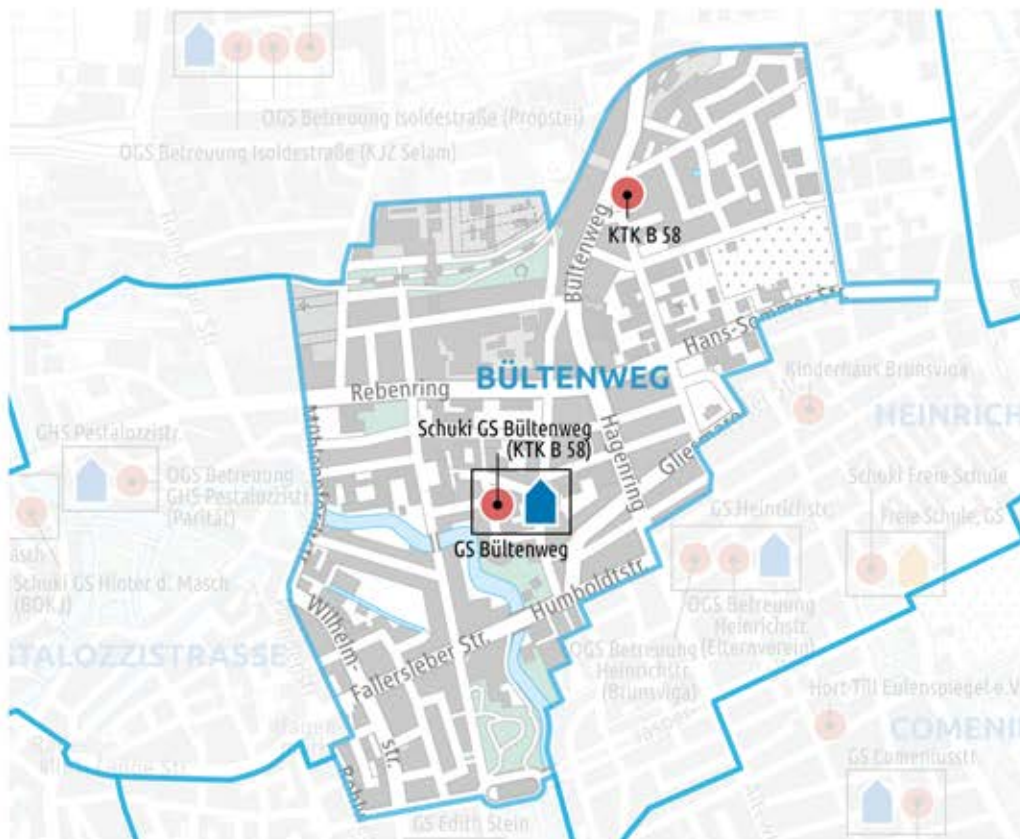 OGS Betreuung Isoldestraße (Propstei)
OGS Betreuung Isoldestraße (KJZ Selam)
Hamburger Str.
KTK B 58
Bültenweg
Hans-Sommer-Str.
BÜLTENWEG
Kinderhaus Brunsviga
Rebenring
HEINRICH
Schuki GS Bültenweg
(KTK B 58)
Hagenring
GHS Pestalozzistr.
Schuki Freie Schule
OGS Betreuung
GHS Pestalozzistr.
(Parität)
GS Heinrichstr.
Freie Schule, GS
GS Bültenweg
Schuki GS Hinter d. Masch
(BDKJ)
Humboldtstr.
OGS Betreuung
Heinrichstr.
(Elternverein)
Wilhelm-
str.
Fallersleber Str.
OGS Betreuung
Heinrichstr.
(Brunsviga)
STALOZZISTRASSE
Hort Till Eulenspiegel e.V.
COMENI
GS Comeniusstr.
GS Edith Stein